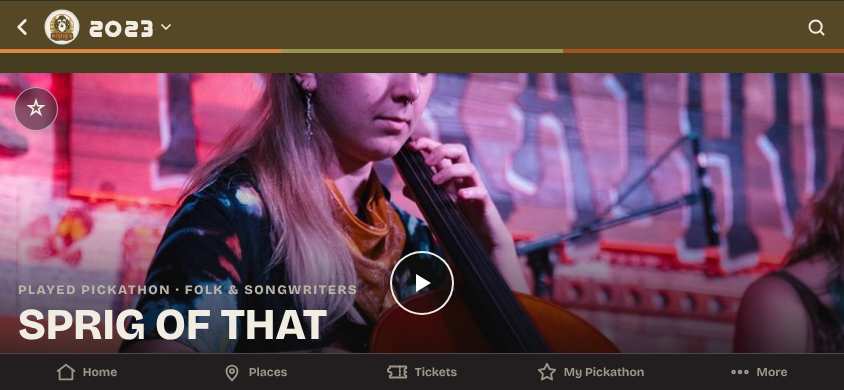 2023
PLAYED PICKATHON · FOLK & SONGWRITERS
SPRIG OF THAT
Home
Places
Tickets
My Pickathon
More